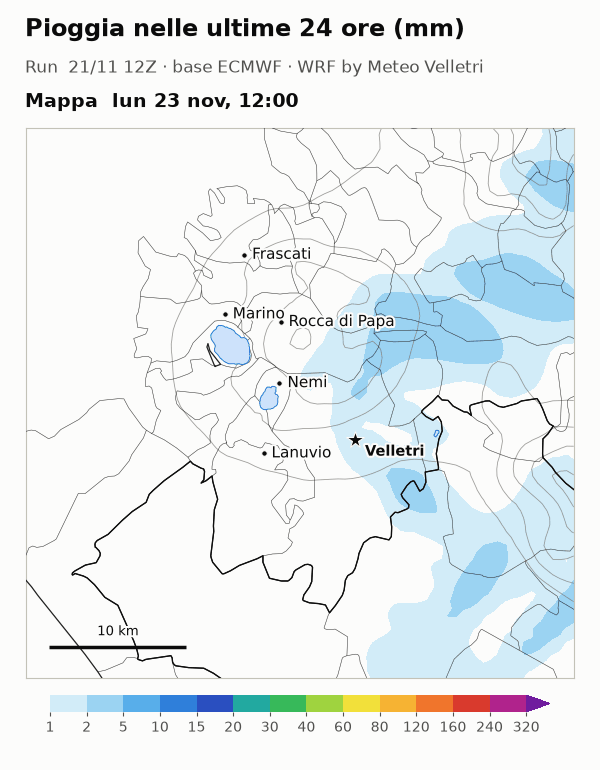 Pioggia nelle ultime 24 ore (mm)
Run 21/11 12Z · base ECMWF · WRF by Meteo Velletri
Mappa lun 23 nov, 12:00
Frascati
Marino
Rocca di Papa
Nemi
Velletri
Lanuvio
10 km
1 2 5 10 15 20 30 40 60 80 120 160 240 320